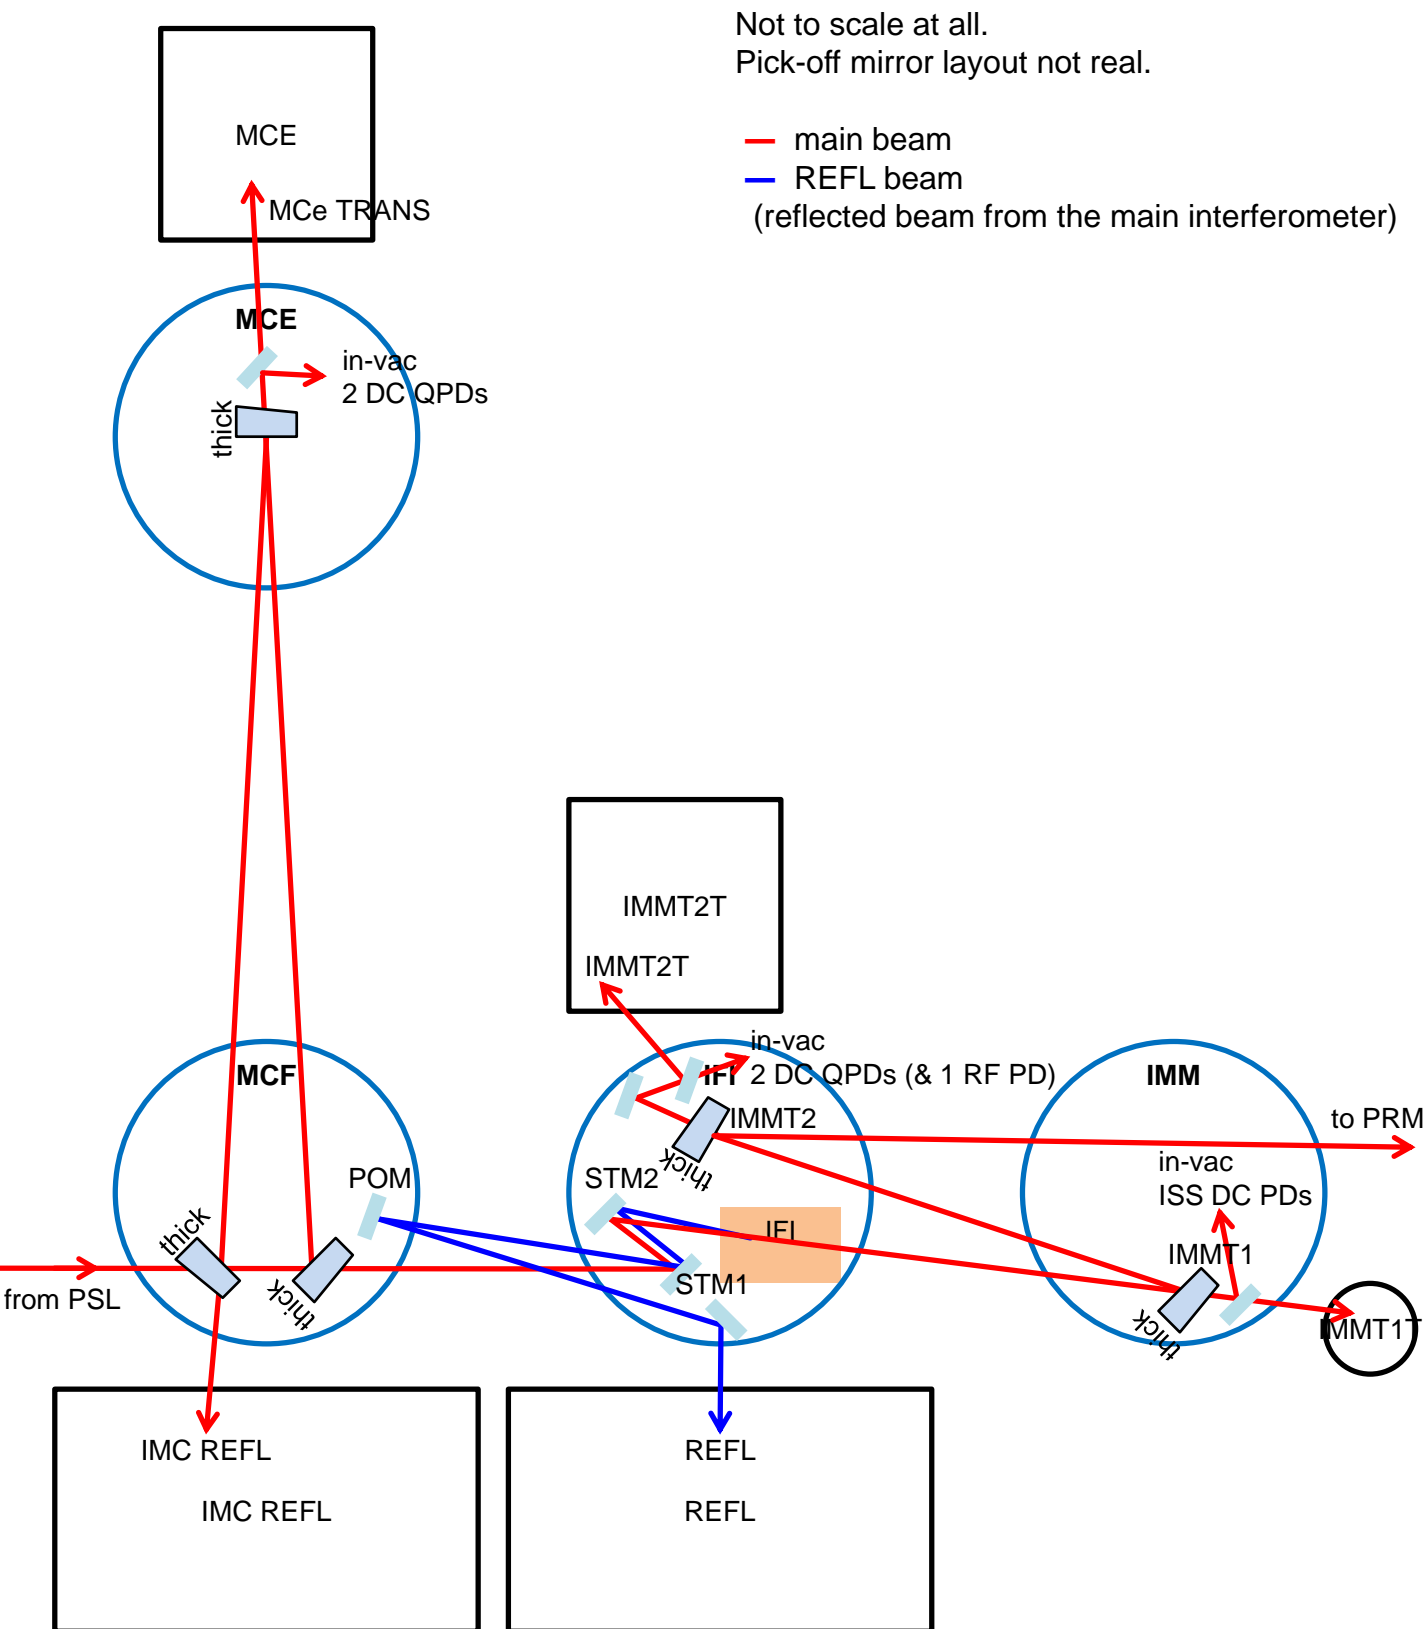 Not to scale at all.
Pick-off mirror layout not real.
main beam
REFL beam
(reflected beam from the main interferometer)
MCE
MCe TRANS
MCE
in-vac
2 DC QPDs
thick
IMMT2T
IMMT2T
in-vac
IFI 2 DC QPDs (& 1 RF PD)
MCF
IMM
IMMT2
to PRM
thick
in-vac
ISS DC PDs
POM
STM2
thick
IFI
IMMT1
STM1
from PSL
thick
thick
IMMT1T
IMC REFL
REFL
IMC REFL
REFL